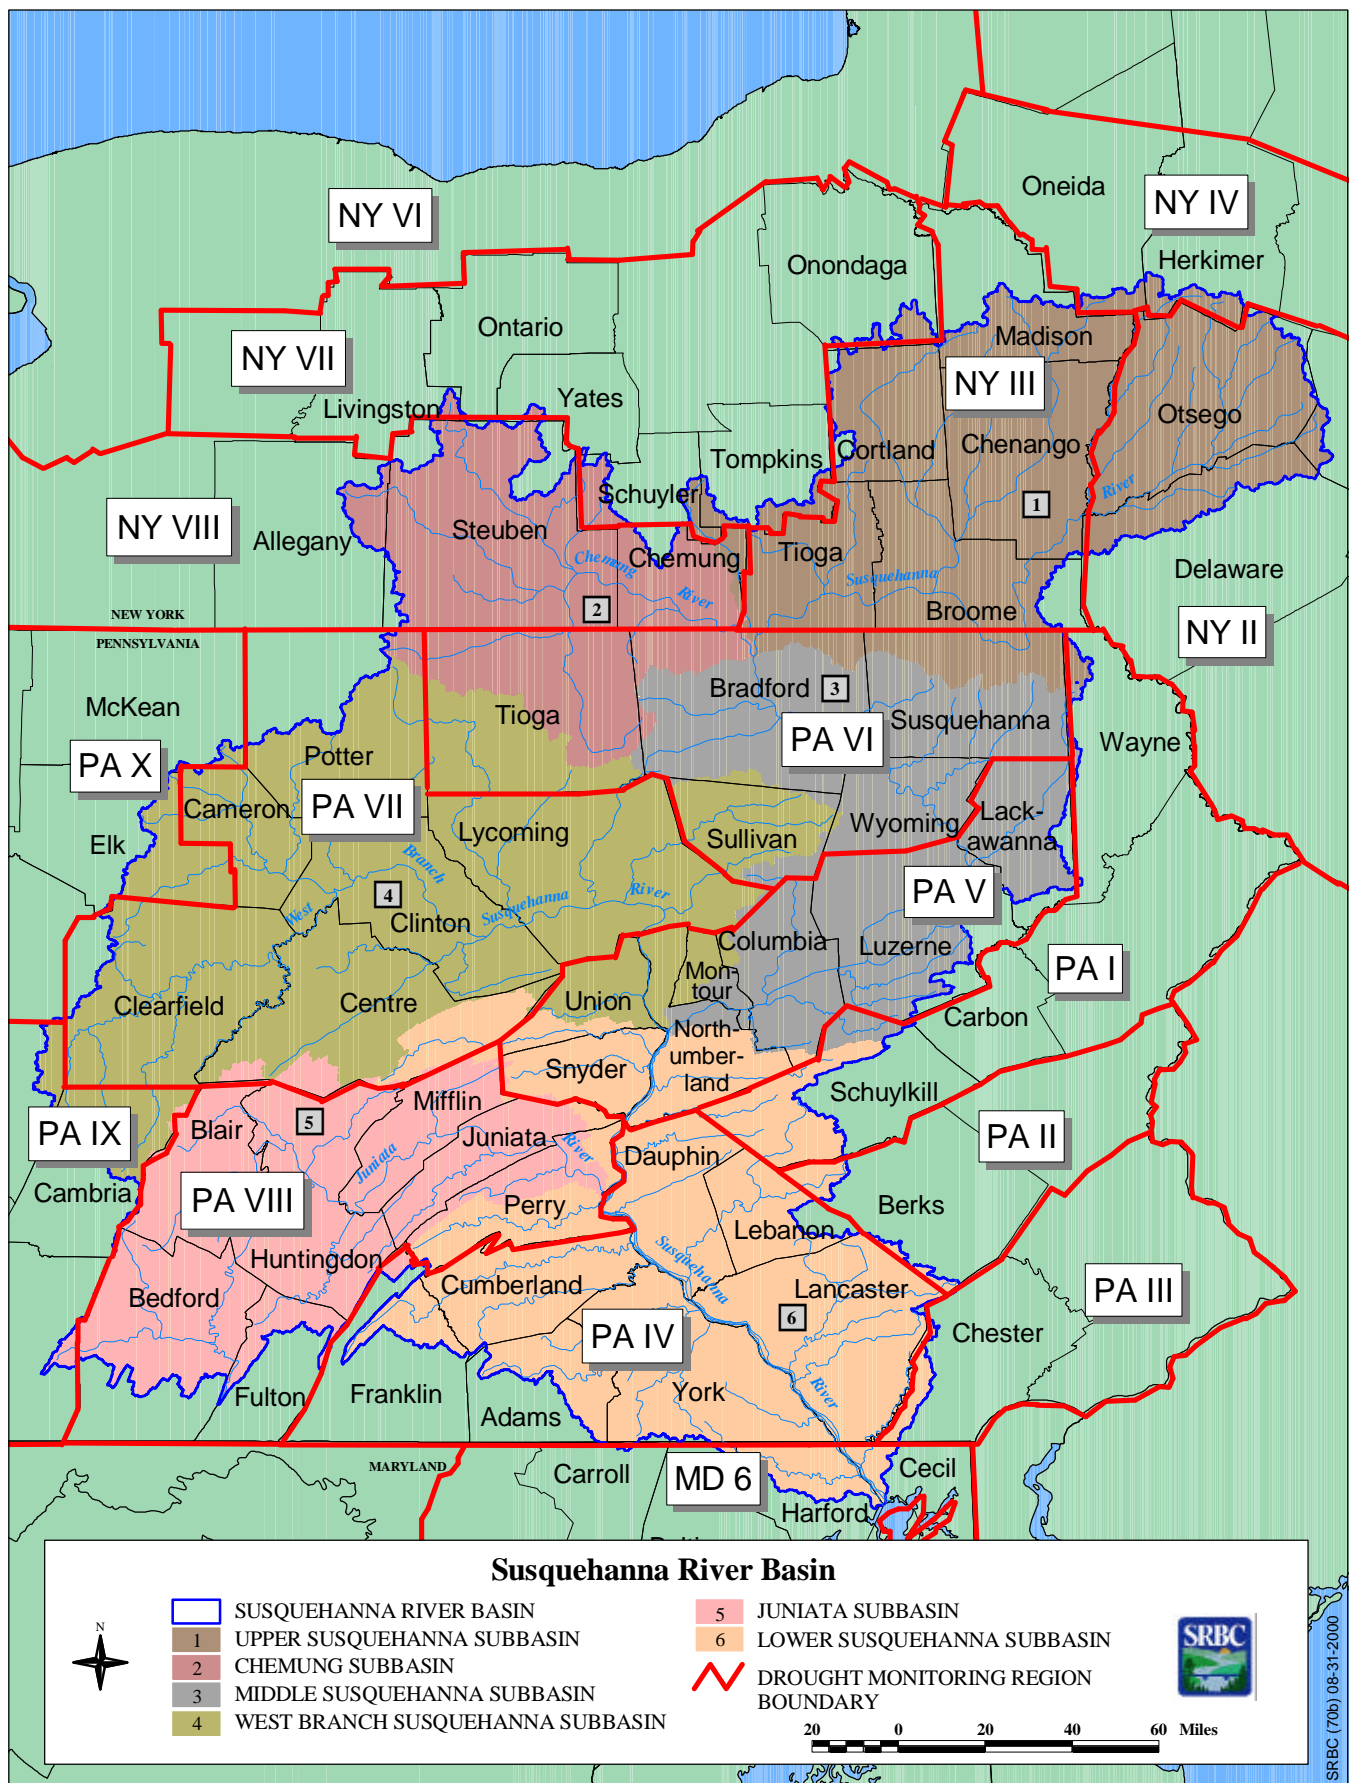 Oneida
NY IV
NY VI
Herkimer
Onondaga
Ontario
Madison
NY VII
NY III
Yates
Livingston
Otsego
Cortland
Chenango
Tompkins
Schuyler
River
1
NY VIII
Steuben
Allegany
Chemung
Chemung
Tioga
Susquehanna
Delaware
River
2
Broome
NEW YORK
NY II
PENNSYLVANIA
Bradford
3
McKean
Tioga
Susquehanna
PA VI
Wayne
Potter
PA X
Cameron
PA VII
Lycoming
Wyoming
Lack-
awanna
Elk
Sullivan
Branch
4
West
Susquehanna
River
PA V
Clinton
Columbia
Luzerne
PA I
Mon-
tour
Clearfield
Centre
Union
Carbon
North-
umber-
land
Snyder
Schuylkill
Mifflin
5
PA IX
Blair
Juniata
River
PA II
Juniata
Dauphin
Cambria
PA VIII
Perry
Berks
Lebanon
Huntingdon
Susquehanna
Cumberland
Lancaster
PA III
Bedford
6
PA IV
Chester
Fulton
Franklin
York
River
Adams
MARYLAND
Carroll
MD 6
Cecil
Harford
Susquehanna River Basin
SUSQUEHANNA RIVER BASIN
1 UPPER SUSQUEHANNA SUBBASIN
2 CHEMUNG SUBBASIN
3 MIDDLE SUSQUEHANNA SUBBASIN
4 WEST BRANCH SUSQUEHANNA SUBBASIN
5 JUNIATA SUBBASIN
6 LOWER SUSQUEHANNA SUBBASIN
DROUGHT MONITORING REGION
BOUNDARY
N
20 0 20 40 60 Miles
SRBC
SRBC (70b) 08-31-2000